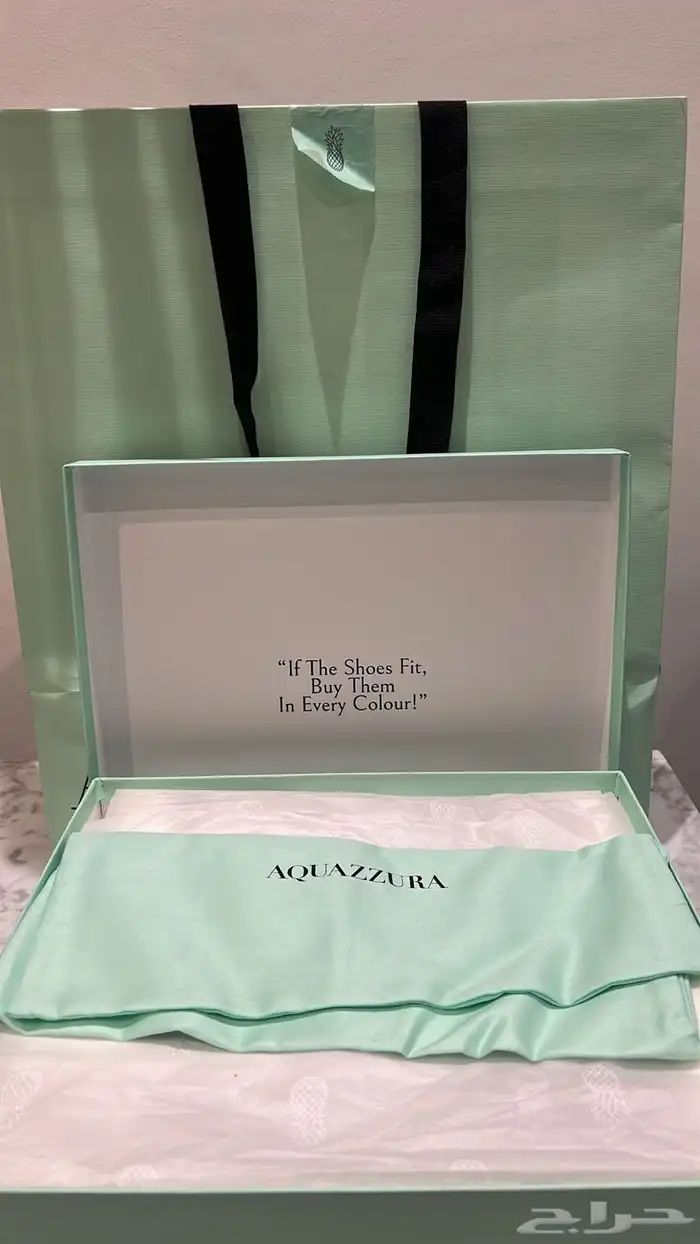 “If The Shoes Fit,
Buy Them
In Every Colour!”
AQUAZZURA
حراج